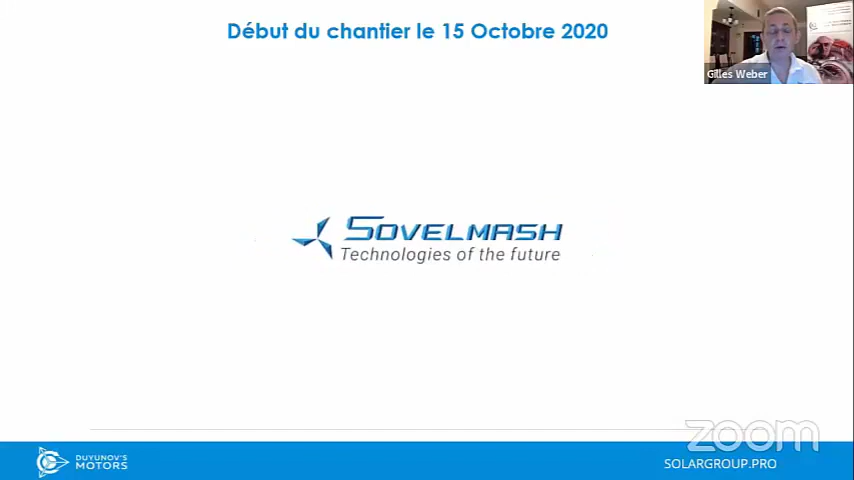 Début du chantier le 15 Octobre 2020
Gilles Weber
SOVELMASH
Technologies of the future
zoom
DUYUNOV'S
MOTORS
SOLARGROUP.PRO